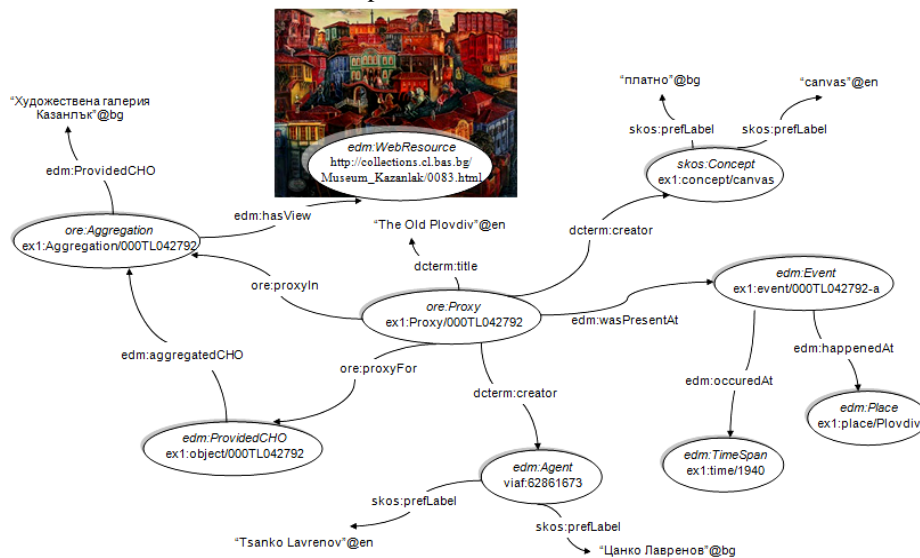 “платно”@bg
“canvas”@en
“Художествена галерия
Казанлък”@bg
skos:prefLabel
skos:prefLabel
edm:ProvidedCHO
edm:WebResource
http://collections.cl.bas.bg/
Museum_Kazanlak/0083.html
skos:Concept
ex1:concept/canvas
edm:hasView
“The Old Plovdiv”@en
dcterm:creator
ore:Aggregation
ex1:Aggregation/000TL042792
dcterm:title
ore:proxyIn
edm:Event
ex1:event/000TL042792-a
ore:Proxy
ex1:Proxy/000TL042792
edm:wasPresentAt
edm:happenedAt
edm:aggregatedCHO
ore:proxyFor
edm:occuredAt
dcterm:creator
edm:Place
ex1:place/Plovdiv
edm:ProvidedCHO
ex1:object/000TL042792
edm:TimeSpan
ex1:time/1940
edm:Agent
viaf:62861673
skos:prefLabel
skos:prefLabel
“Tsanko Lavrenov”@en
“Цанко Лавренов”@bg